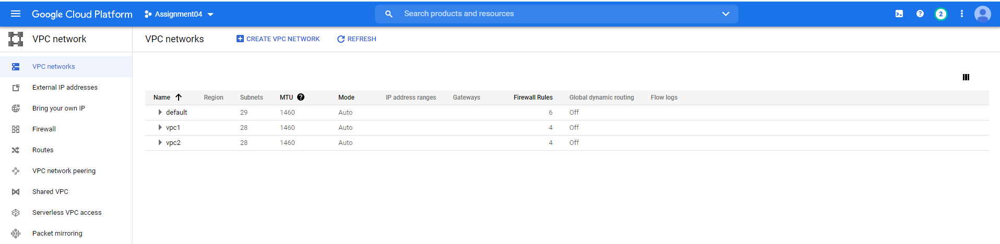 Google Cloud Platform Assignment04 Search products and resources 2
VPC network VPC networks CREATE VPC NETWORK REFRESH
VPC networks
External IP addresses
Bring your own IP
Firewall
Routes
VPC network peering
Shared VPC
Serverless VPC access
Packet mirroring
Name Region Subnets MTU ? Mode IP address ranges Gateways Firewall Rules Global dynamic routing Flow logs
default 29 1460 Auto 6 Off
vpc1 28 1460 Auto 4 Off
vpc2 28 1460 Auto 4 Off